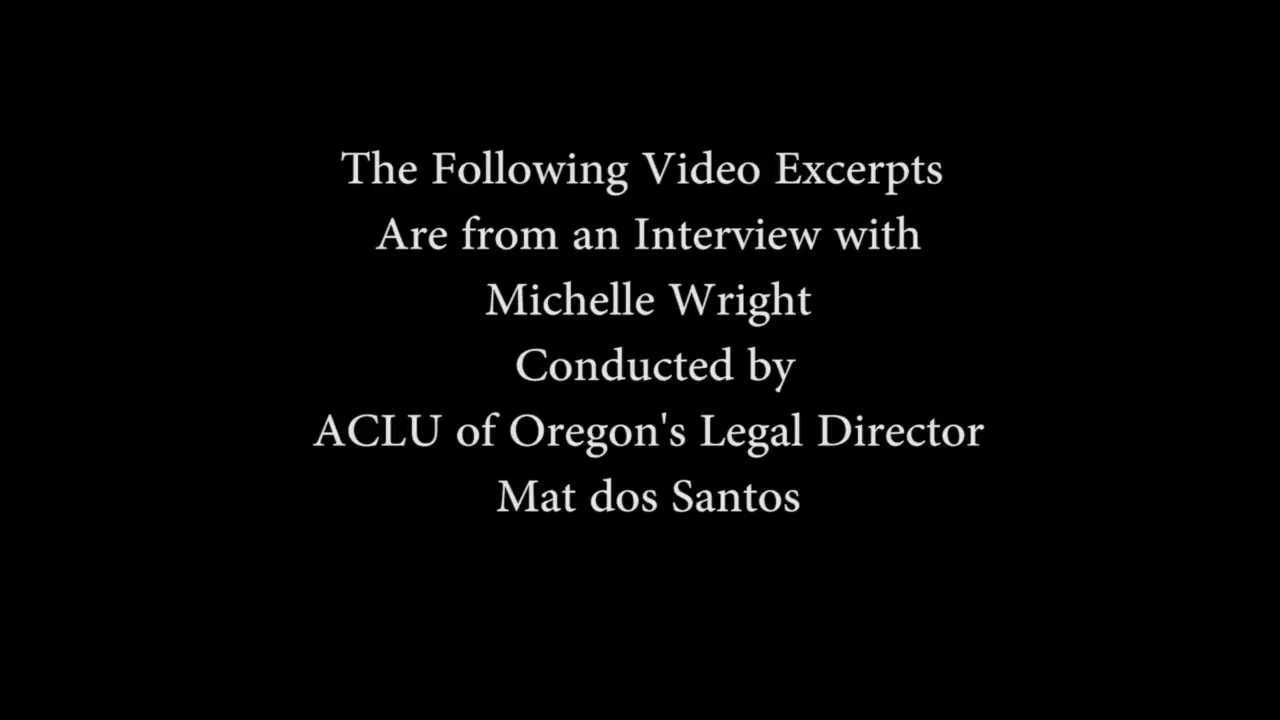 The Following Video Excerpts
Are from an Interview with
Michelle Wright
Conducted by
ACLU of Oregon's Legal Director
Mat dos Santos